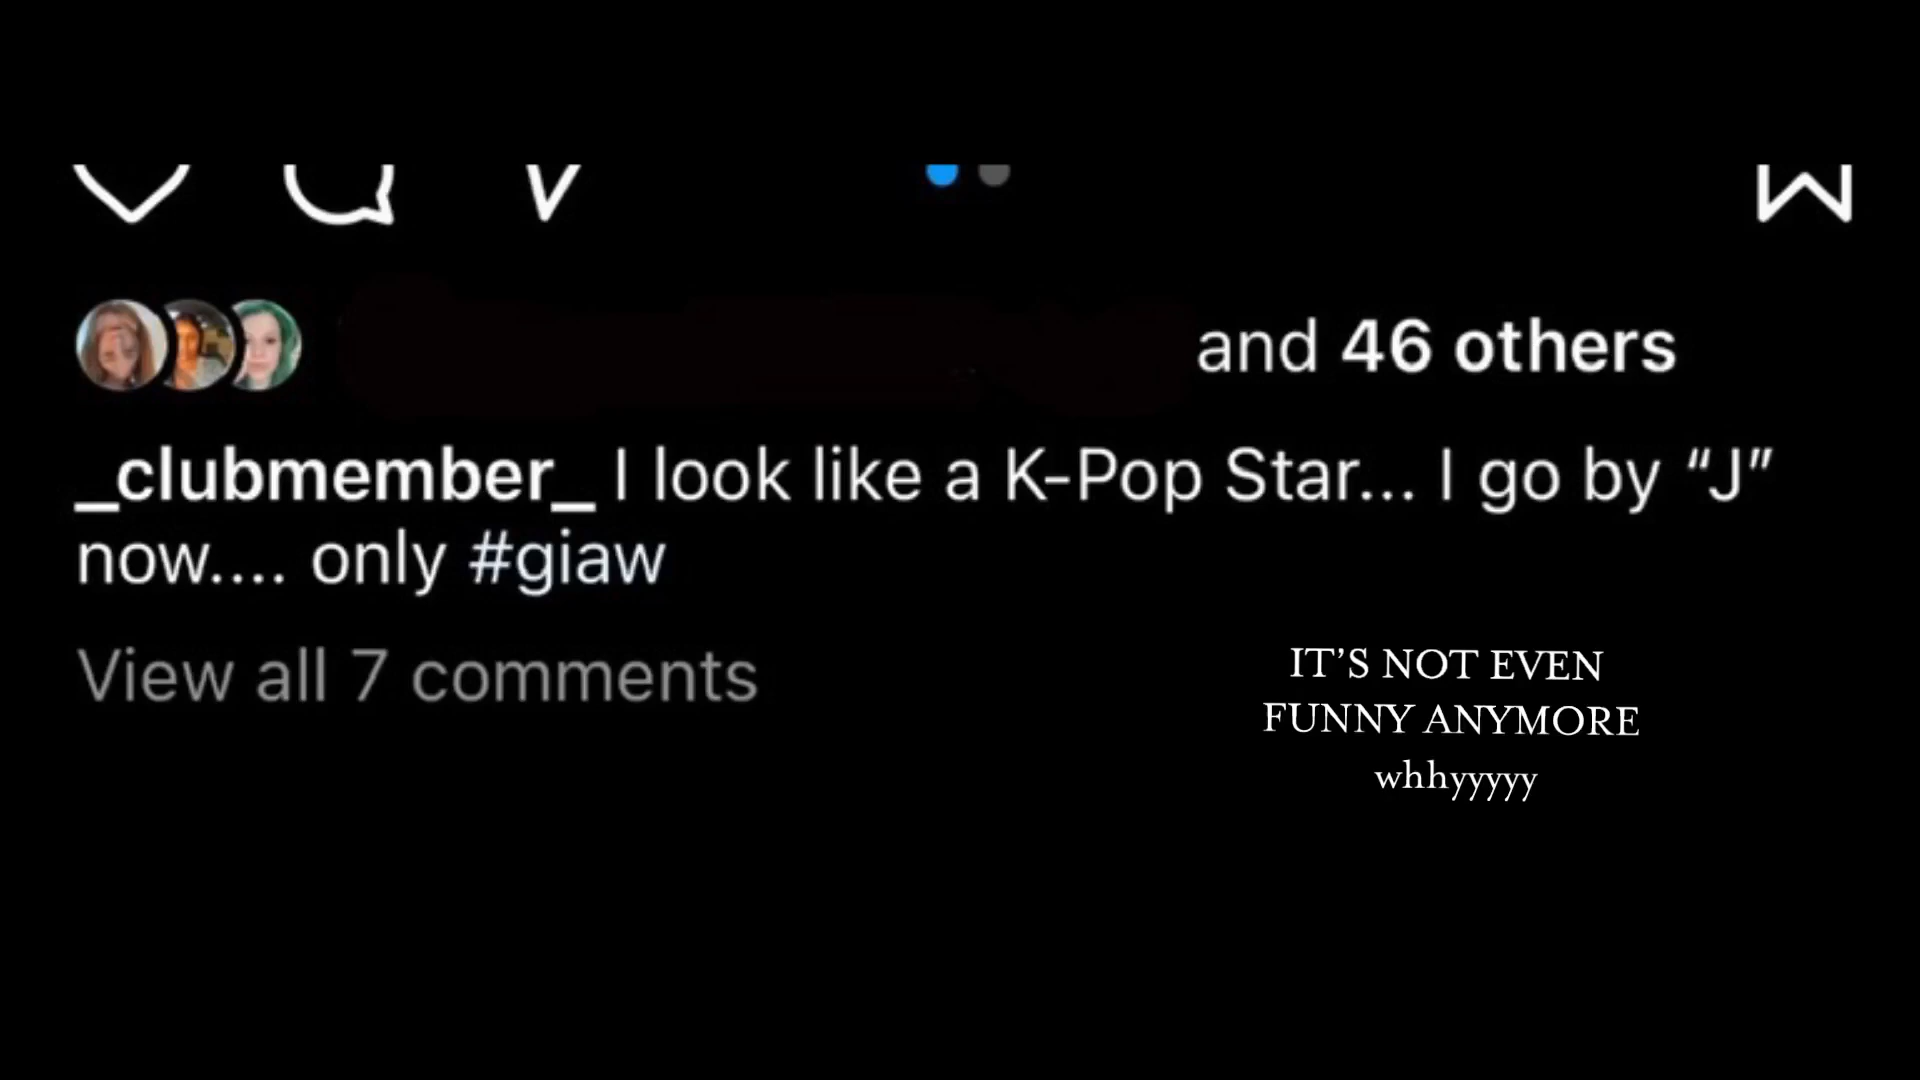 and 46 others
_clubmember_ I look like a K-Pop Star... I go by “J”
now.... only #giaw
View all 7 comments
IT’S NOT EVEN
FUNNY ANYMORE
whhyyyyy